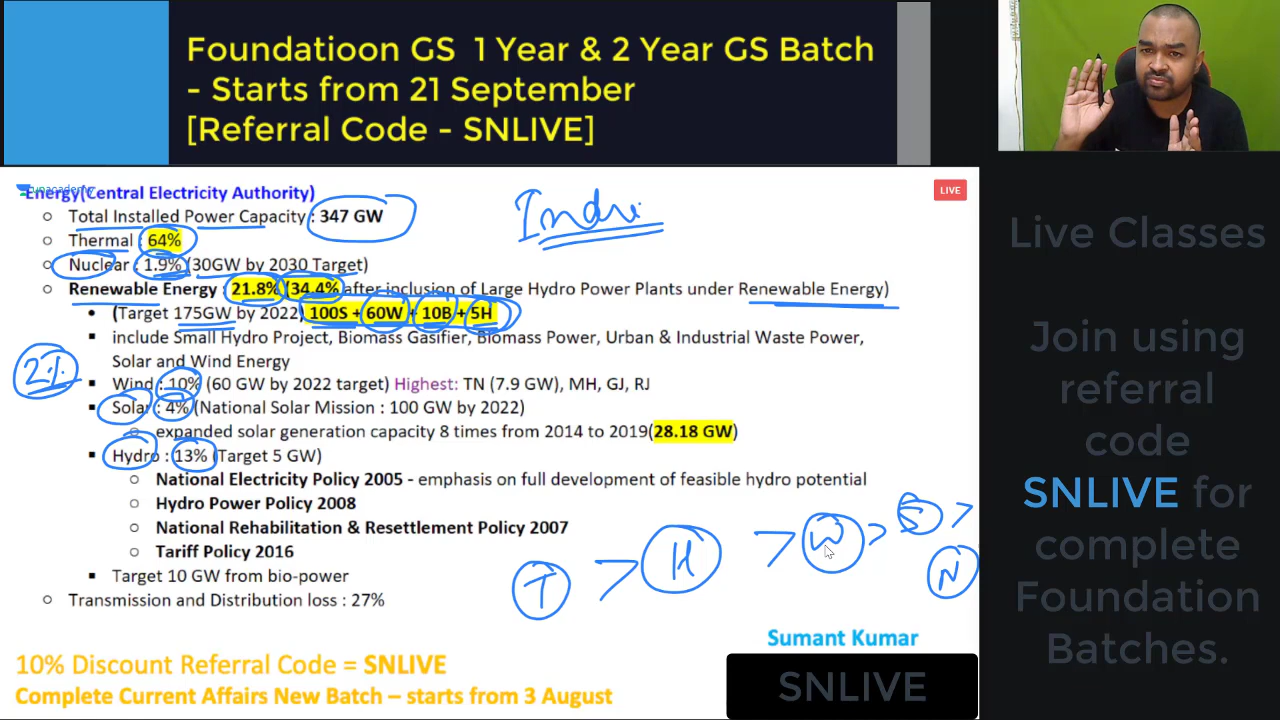 Foundatioon GS 1 Year & 2 Year GS Batch
- Starts from 21 September
[Referral Code - SNLIVE]
Energy(Central Electricity Authority)
LIVE
Total Installed Power Capacity : 347 GW
Indi
Thermal : 64%
Nuclear : 1.9% (30GW by 2030 Target)
Renewable Energy : 21.8% (34.4% after inclusion of Large Hydro Power Plants under Renewable Energy)
(Target 175GW by 2022) 100S + 60W + 10B + 5H
include Small Hydro Project, Biomass Gasifier, Biomass Power, Urban & Industrial Waste Power,
Solar and Wind Energy
2%
Wind : 10% (60 GW by 2022 target) Highest: TN (7.9 GW), MH, GJ, RJ
Solar : 4% (National Solar Mission : 100 GW by 2022)
expanded solar generation capacity 8 times from 2014 to 2019(28.18 GW)
Hydro : 13% (Target 5 GW)
National Electricity Policy 2005 - emphasis on full development of feasible hydro potential
Hydro Power Policy 2008
National Rehabilitation & Resettlement Policy 2007
Tariff Policy 2016
T > H > W > S > N
Target 10 GW from bio-power
Transmission and Distribution loss : 27%
Sumant Kumar
10% Discount Referral Code = SNLIVE
Complete Current Affairs New Batch – starts from 3 August
SNLIVE
Live Classes
Join using
referral
code
SNLIVE for
complete
Foundation
Batches.